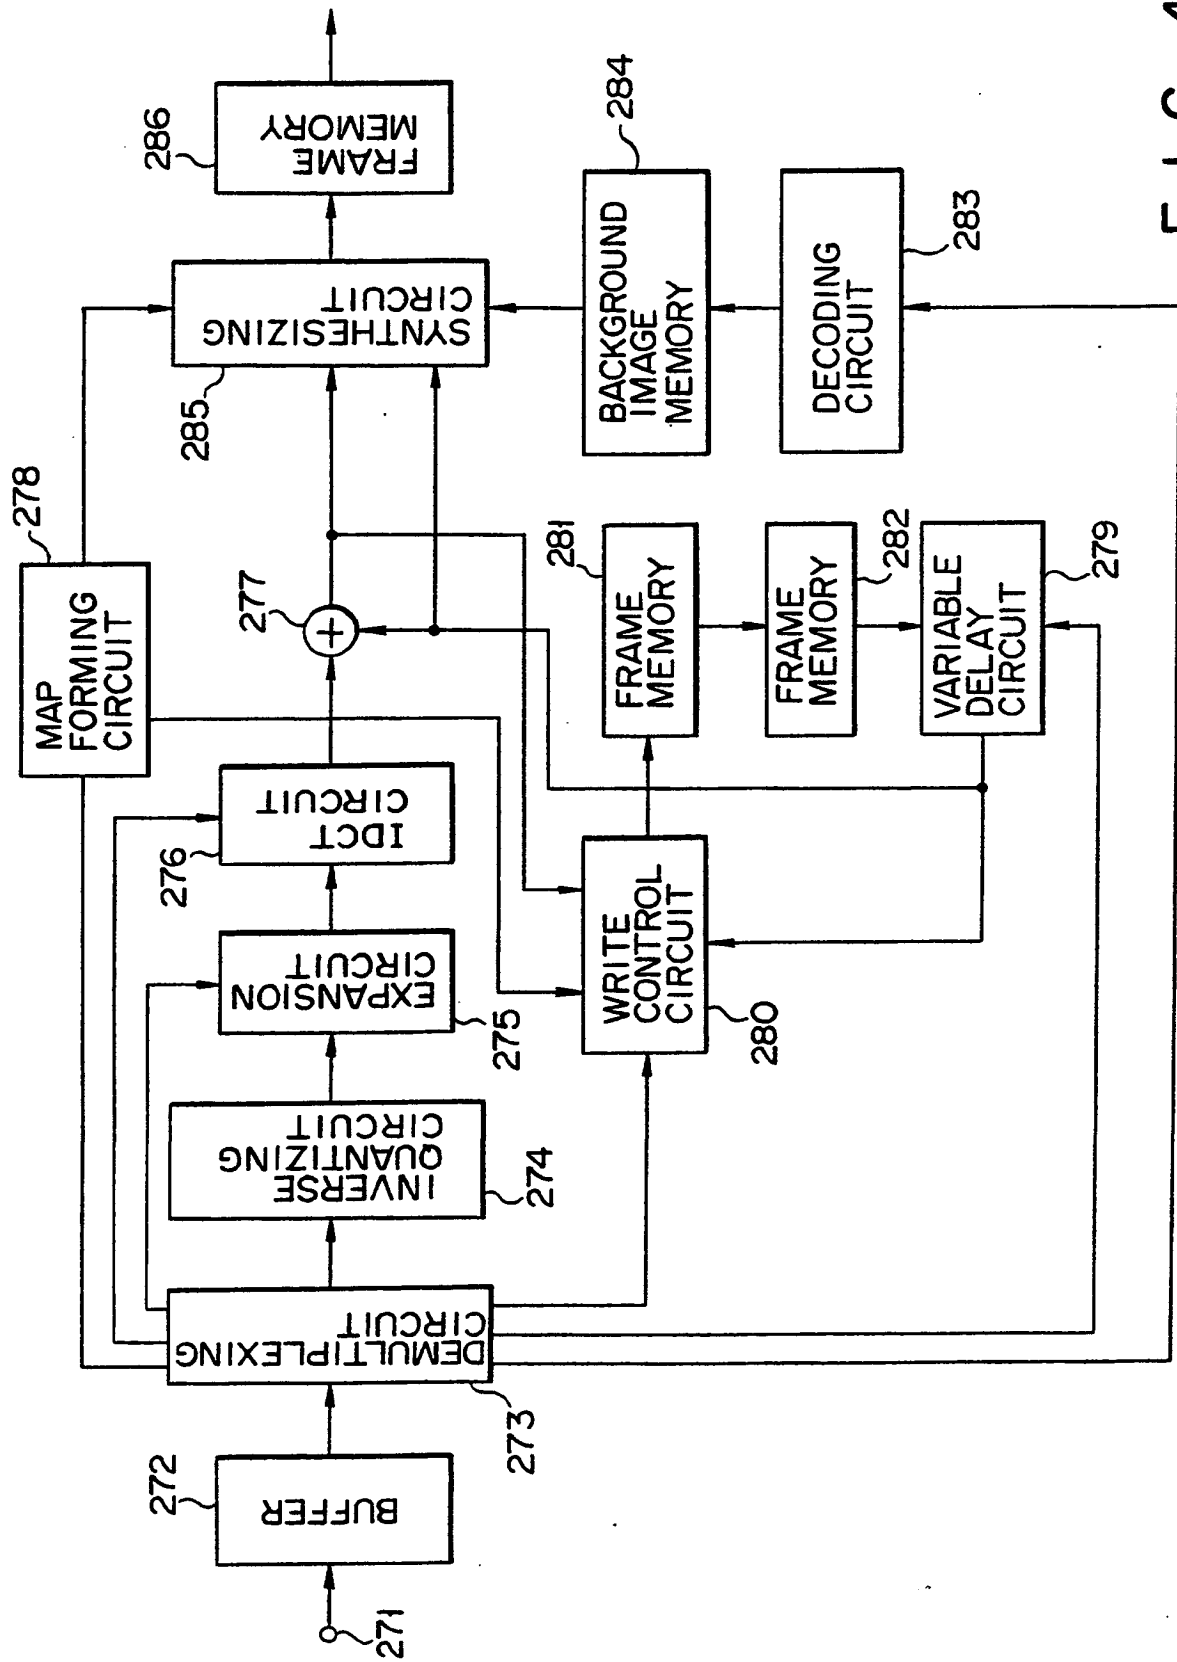 271
272
BUFFER
273
DEMULTIPLEXING
CIRCUIT
INVERSE
QUANTIZING
CIRCUIT
274
EXPANSION
CIRCUIT
275
276
IDCT
CIRCUIT
277
+
278
MAP
FORMING
CIRCUIT
285
SYNTHESIZING
CIRCUIT
286
FRAME
MEMORY
WRITE
CONTROL
CIRCUIT
280
281
FRAME
MEMORY
282
FRAME
MEMORY
VARIABLE
DELAY
CIRCUIT
279
284
BACKGROUND
IMAGE
MEMORY
DECODING
CIRCUIT
283